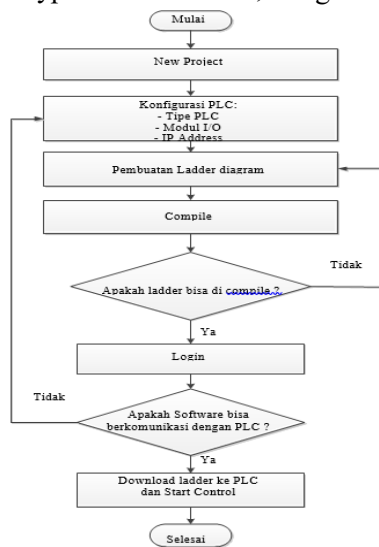 Mulai
New Project
Konfigurasi PLC:
- Tipe PLC
- Modul I/O
- IP Address
Pembuatan Ladder diagram
Compile
Tidak
Apakah ladder bisa di compile ?
Ya
Login
Tidak
Apakah Software bisa
berkomunikasi dengan PLC ?
Ya
Download ladder ke PLC
dan Start Control
Selesai